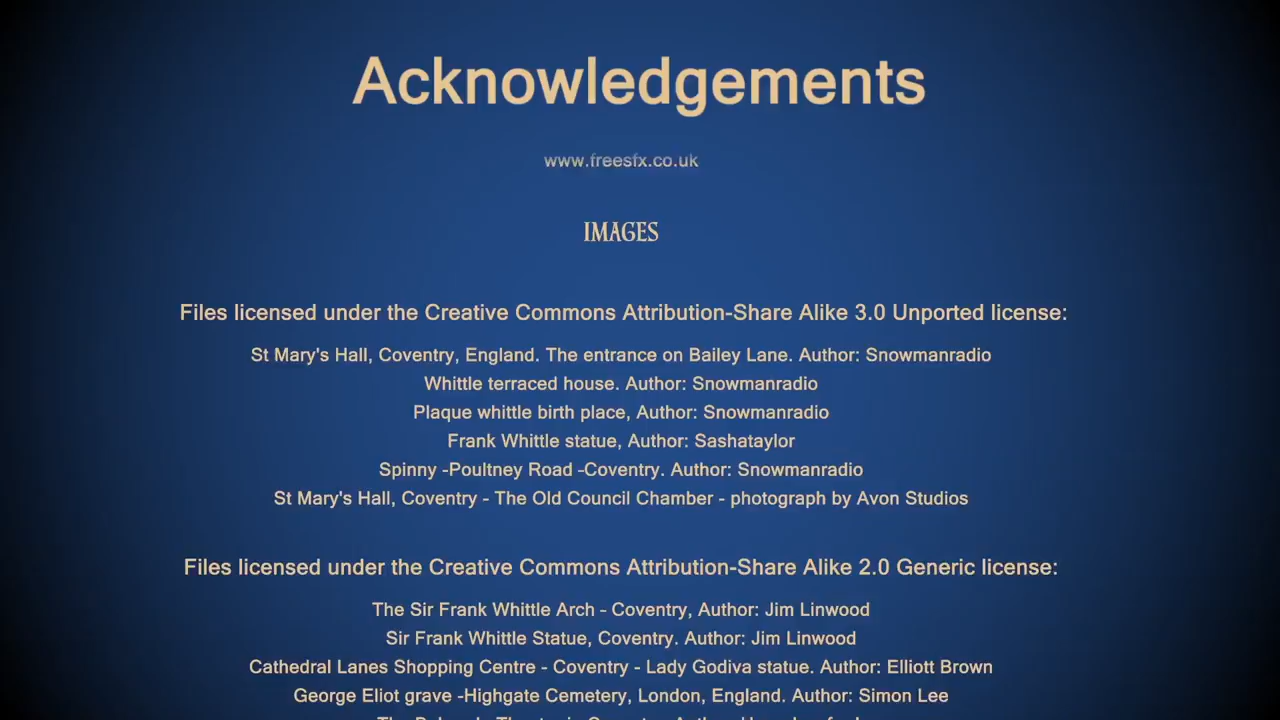 Acknowledgements
www.freesfx.co.uk
IMAGES
Files licensed under the Creative Commons Attribution-Share Alike 3.0 Unported license:
St Mary's Hall, Coventry, England. The entrance on Bailey Lane. Author: Snowmanradio
Whittle terraced house. Author: Snowmanradio
Plaque whittle birth place, Author: Snowmanradio
Frank Whittle statue, Author: Sashataylor
Spinny -Poultney Road -Coventry. Author: Snowmanradio
St Mary's Hall, Coventry - The Old Council Chamber - photograph by Avon Studios
Files licensed under the Creative Commons Attribution-Share Alike 2.0 Generic license:
The Sir Frank Whittle Arch - Coventry, Author: Jim Linwood
Sir Frank Whittle Statue, Coventry. Author: Jim Linwood
Cathedral Lanes Shopping Centre - Coventry - Lady Godiva statue. Author: Elliott Brown
George Eliot grave -Highgate Cemetery, London, England. Author: Simon Lee